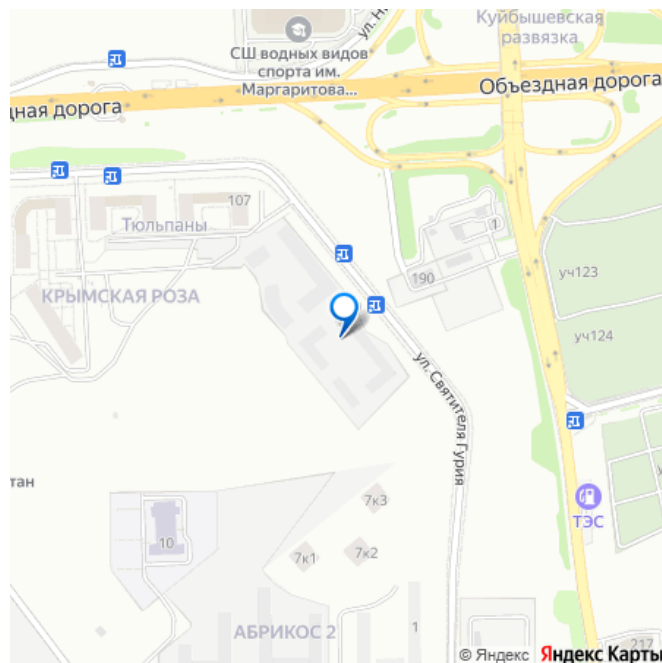 Куйбышевская
развязка
СШ водных видов
спорта им.
Маргаритова...
ул. Н
Объездная дорога
дная дорога
107
Тюльпаны
1
190
уч123
КРЫМСКАЯ РОЗА
уч124
ул. Святителя Гурия
тан
7к3
ТЭС
10
7к1
7к2
АБРИКОС 2
1
217
© Яндекс Яндекс Карты